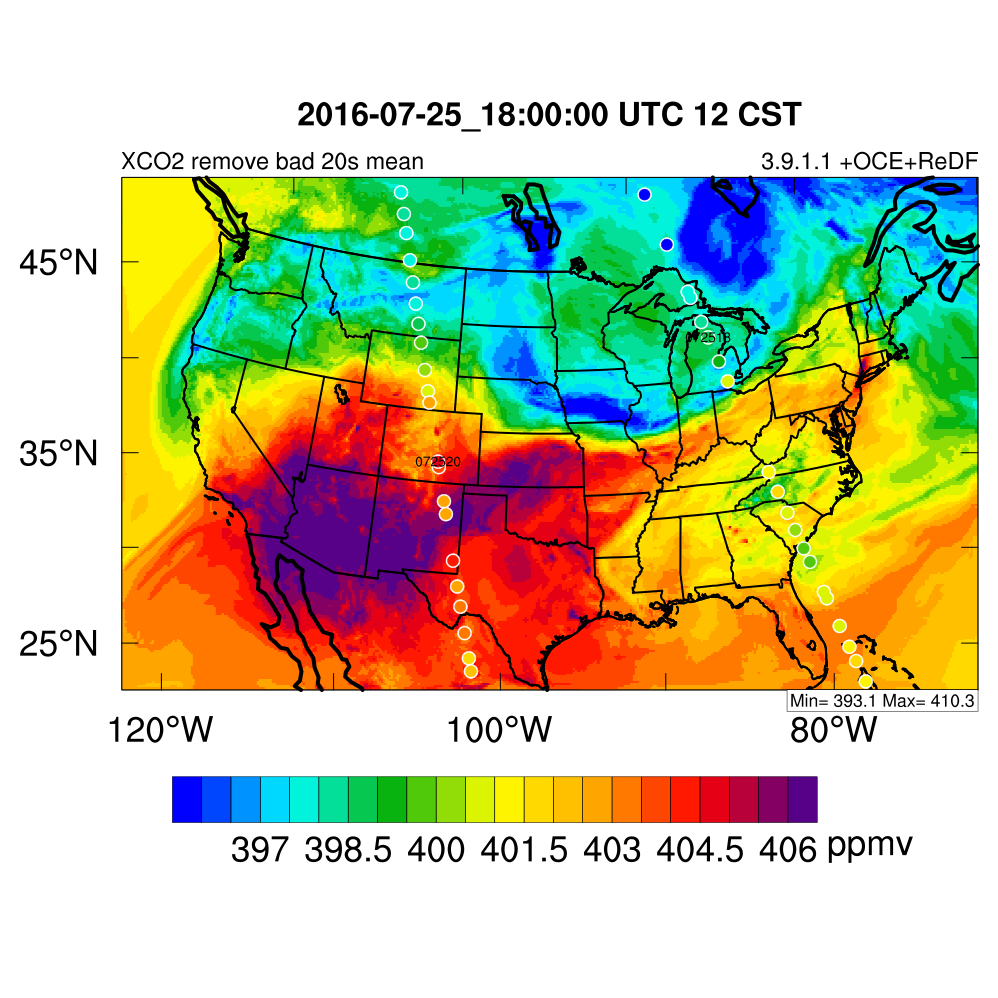 2016-07-25_18:00:00 UTC 12 CST
XCO2 remove bad 20s mean
3.9.1.1 +OCE+ReDF
45°N
35°N
25°N
072520
Min= 393.1 Max= 410.3
120°W
100°W
80°W
397
398.5
400
401.5
403
404.5
406
ppmv